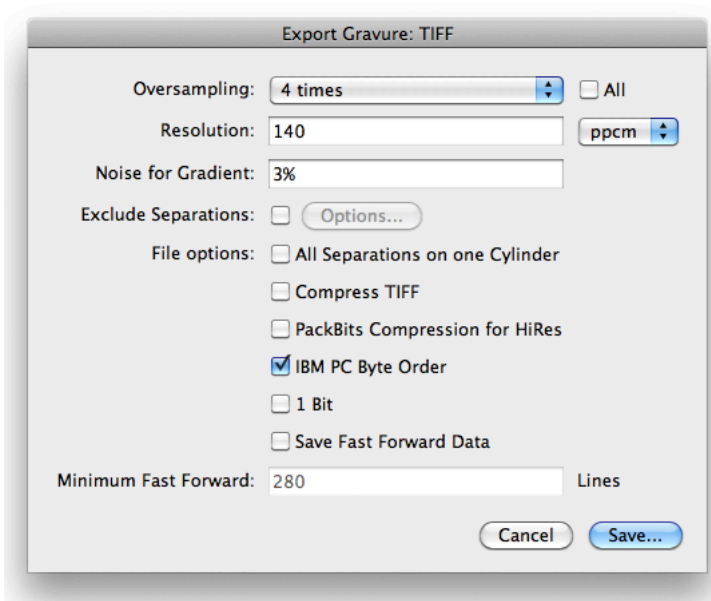 Export Gravure: TIFF
Oversampling: 4 times All
Resolution: 140 ppcm
Noise for Gradient: 3%
Exclude Separations: Options...
File options: All Separations on one Cylinder
Compress TIFF
PackBits Compression for HiRes
IBM PC Byte Order
1 Bit
Save Fast Forward Data
Minimum Fast Forward: 280 Lines
Cancel Save...